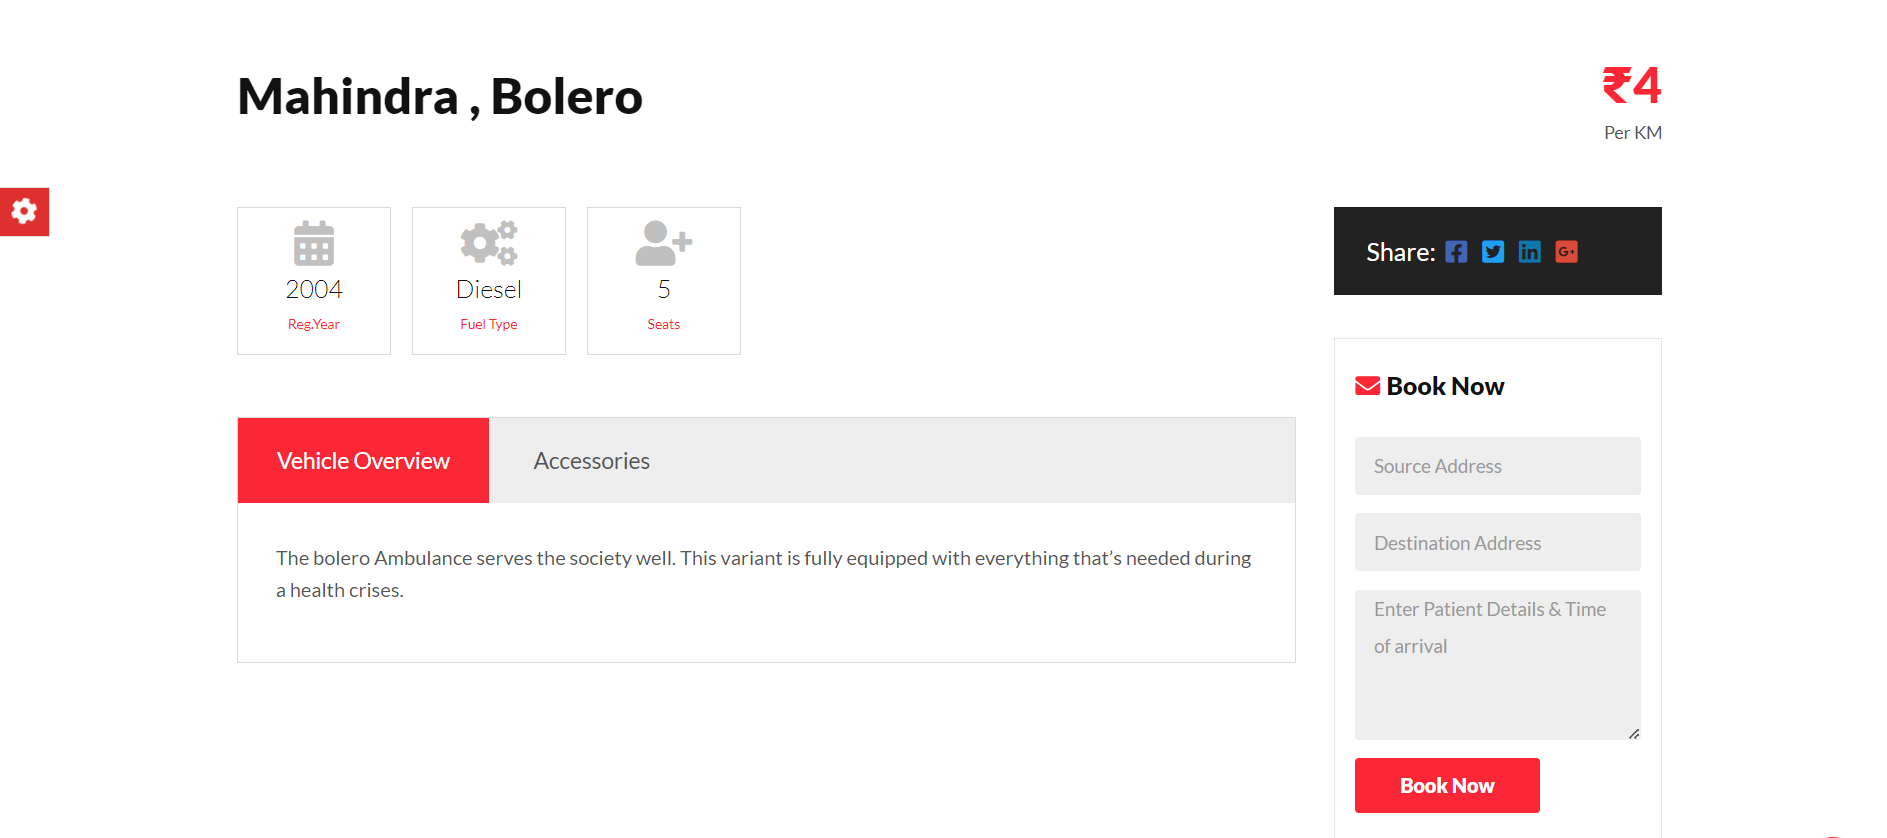 Mahindra , Bolero
₹4
Per KM
2004
Reg.Year
Diesel
Fuel Type
5
Seats
Share:
Vehicle Overview
Accessories
The bolero Ambulance serves the society well. This variant is fully equipped with everything that’s needed during
a health crises.
Book Now
Source Address
Destination Address
Enter Patient Details & Time
of arrival
Book Now